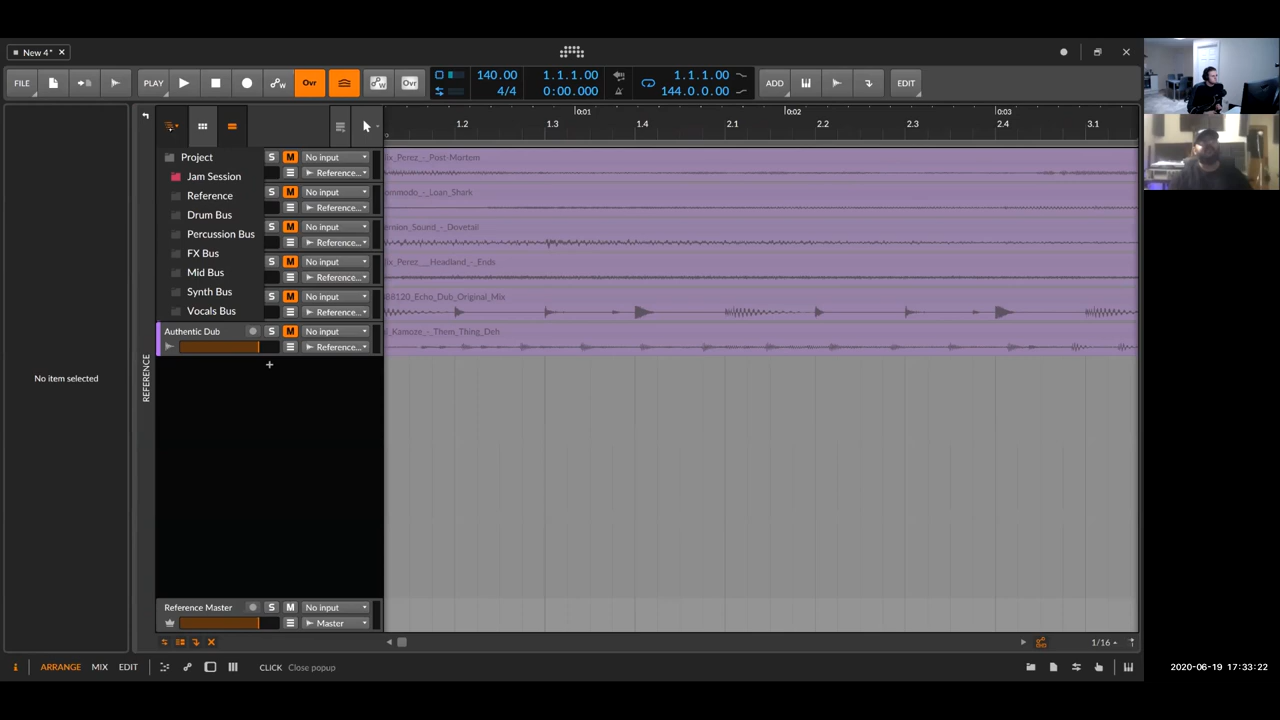 New 4*
FILE PLAY Ovr Ovr 140.00 4/4 1.1.1.00 0:00.000 1.1.1.00 144.0.0.00 ADD EDIT
0:01 0:02 0:03
1.2 1.3 1.4 2.1 2.2 2.3 2.4 3.1
Project S M No input
Reference...
Jam Session
Reference S M No input
Reference...
Drum Bus
Percussion Bus S M No input
Reference...
FX Bus
Mid Bus S M No input
Reference...
Synth Bus S M No input
Vocals Bus Reference...
Authentic Dub S M No input
Reference...
ix_Perez_-_Post-Mortem
ommodo_-_Loan_Shark
ernion_Sound_-_Dovetail
ix_Perez__Headland_-_Ends
88120_Echo_Dub_Original_Mix
_Kamoze_-_Them_Thing_Deh
No item selected
REFERENCE
+
Reference Master S M No input
Master
1/16
i ARRANGE MIX EDIT CLICK Close popup
2020-06-19 17:33:22